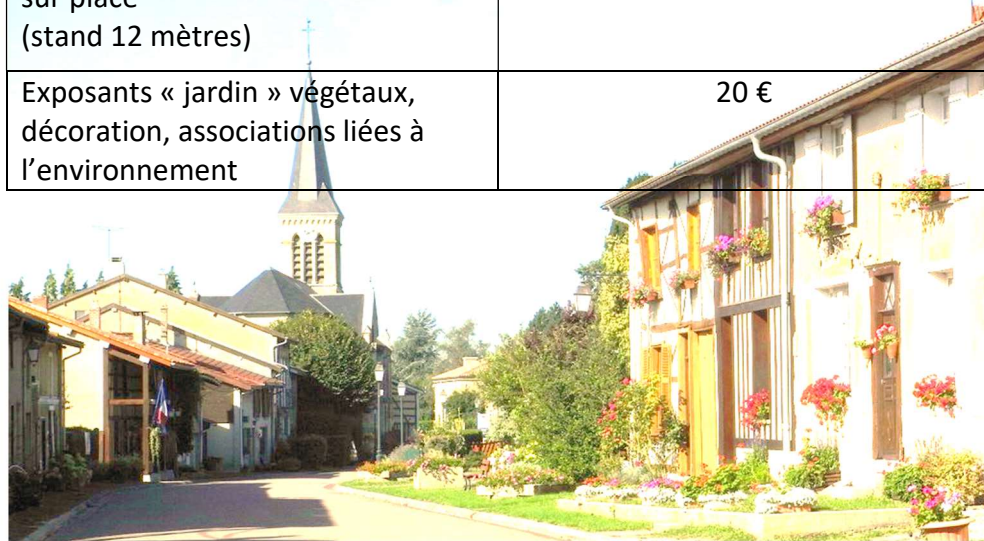 sur place
(stand 12 mètres)
Exposants « jardin » végétaux,
20 €
décoration, associations liées à
l’environnement